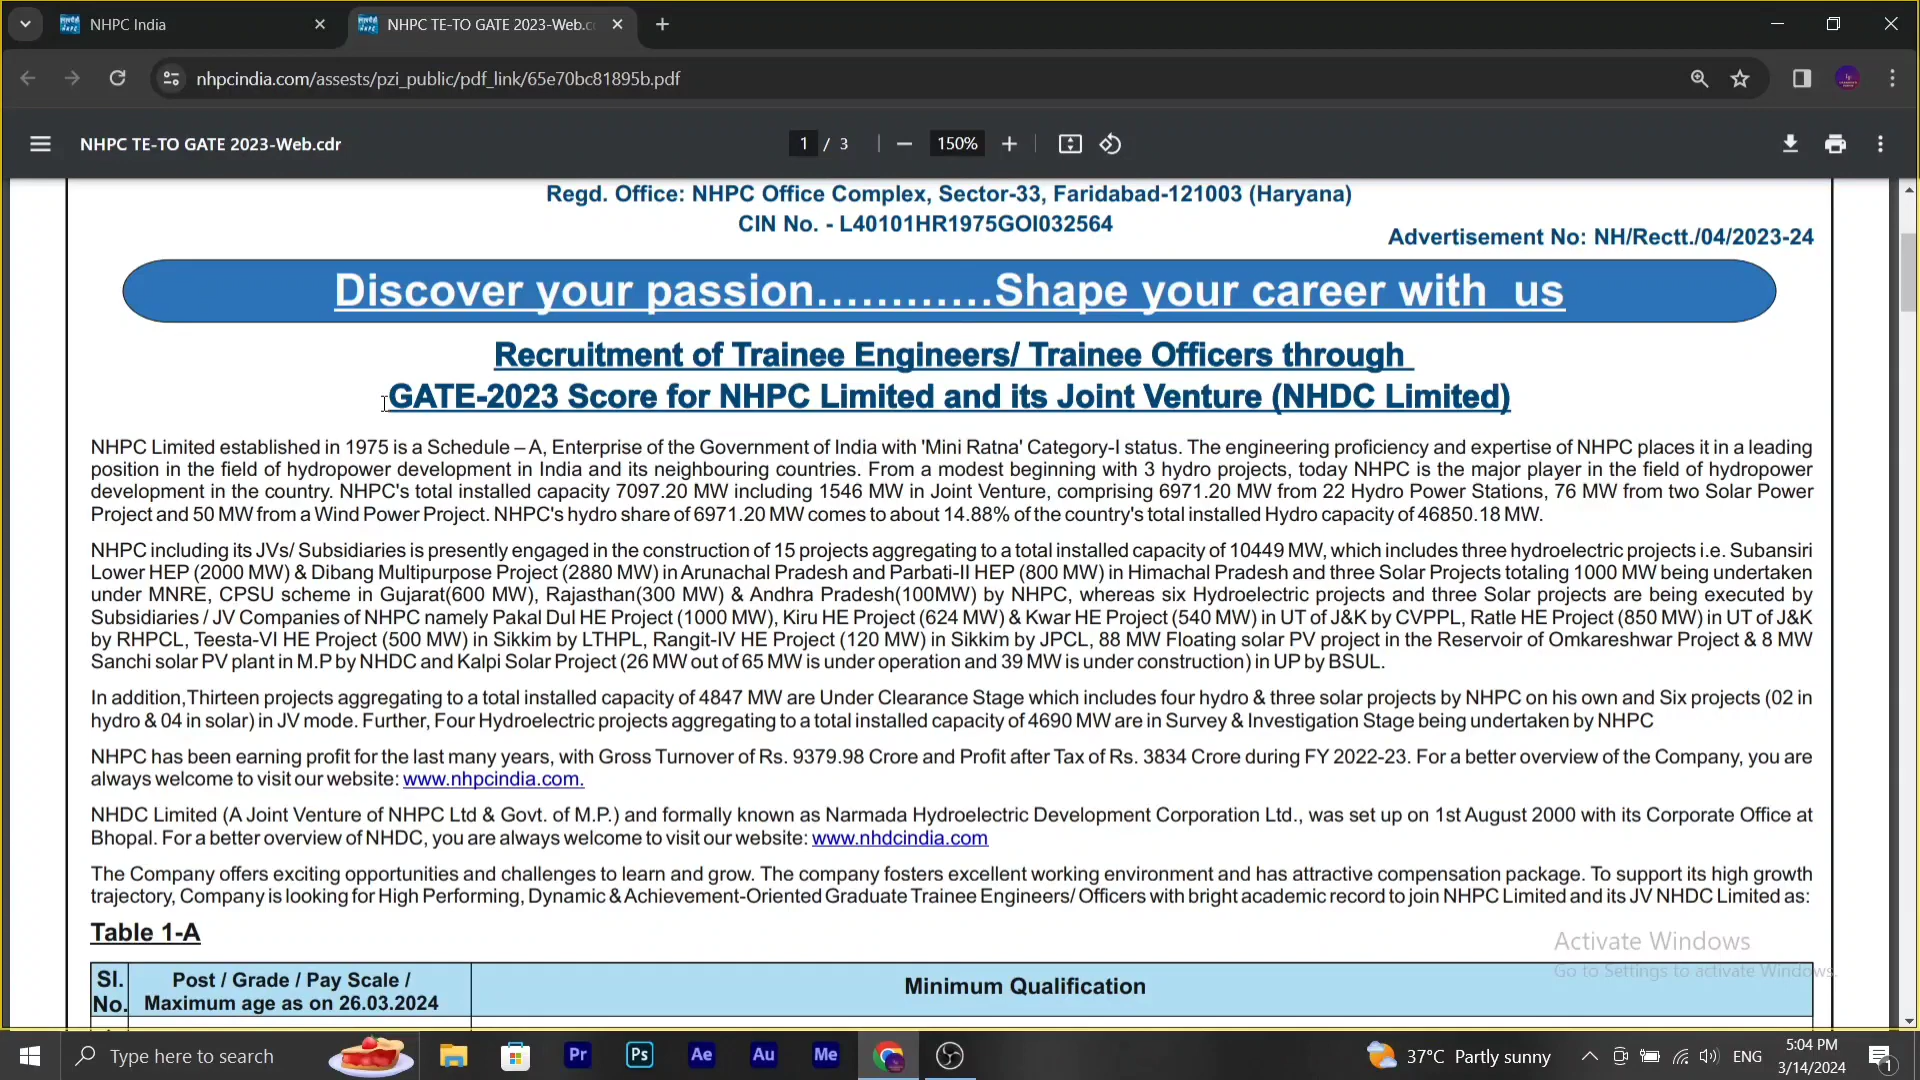 NHPC India
NHPC TE-TO GATE 2023-Web.c
nhpcindia.com/assests/pzi_public/pdf_link/65e70bc81895b.pdf
NHPC TE-TO GATE 2023-Web.cdr
1 / 3
150%
Regd. Office: NHPC Office Complex, Sector-33, Faridabad-121003 (Haryana)
CIN No. - L40101HR1975GOI032564
Advertisement No: NH/Rectt./04/2023-24
Discover your passion............Shape your career with us
Recruitment of Trainee Engineers/ Trainee Officers through
GATE-2023 Score for NHPC Limited and its Joint Venture (NHDC Limited)
NHPC Limited established in 1975 is a Schedule – A, Enterprise of the Government of India with 'Mini Ratna' Category-I status. The engineering proficiency and expertise of NHPC places it in a leading
position in the field of hydropower development in India and its neighbouring countries. From a modest beginning with 3 hydro projects, today NHPC is the major player in the field of hydropower
development in the country. NHPC's total installed capacity 7097.20 MW including 1546 MW in Joint Venture, comprising 6971.20 MW from 22 Hydro Power Stations, 76 MW from two Solar Power
Project and 50 MW from a Wind Power Project. NHPC's hydro share of 6971.20 MW comes to about 14.88% of the country's total installed Hydro capacity of 46850.18 MW.
NHPC including its JVs/ Subsidiaries is presently engaged in the construction of 15 projects aggregating to a total installed capacity of 10449 MW, which includes three hydroelectric projects i.e. Subansiri
Lower HEP (2000 MW) & Dibang Multipurpose Project (2880 MW) in Arunachal Pradesh and Parbati-II HEP (800 MW) in Himachal Pradesh and three Solar Projects totaling 1000 MW being undertaken
under MNRE, CPSU scheme in Gujarat(600 MW), Rajasthan(300 MW) & Andhra Pradesh(100MW) by NHPC, whereas six Hydroelectric projects and three Solar projects are being executed by
Subsidiaries / JV Companies of NHPC namely Pakal Dul HE Project (1000 MW), Kiru HE Project (624 MW) & Kwar HE Project (540 MW) in UT of J&K by CVPPL, Ratle HE Project (850 MW) in UT of J&K
by RHPCL, Teesta-VI HE Project (500 MW) in Sikkim by LTHPL, Rangit-IV HE Project (120 MW) in Sikkim by JPCL, 88 MW Floating solar PV project in the Reservoir of Omkareshwar Project & 8 MW
Sanchi solar PV plant in M.P by NHDC and Kalpi Solar Project (26 MW out of 65 MW is under operation and 39 MW is under construction) in UP by BSUL.
In addition,Thirteen projects aggregating to a total installed capacity of 4847 MW are Under Clearance Stage which includes four hydro & three solar projects by NHPC on his own and Six projects (02 in
hydro & 04 in solar) in JV mode. Further, Four Hydroelectric projects aggregating to a total installed capacity of 4690 MW are in Survey & Investigation Stage being undertaken by NHPC
NHPC has been earning profit for the last many years, with Gross Turnover of Rs. 9379.98 Crore and Profit after Tax of Rs. 3834 Crore during FY 2022-23. For a better overview of the Company, you are
always welcome to visit our website: www.nhpcindia.com.
NHDC Limited (A Joint Venture of NHPC Ltd & Govt. of M.P.) and formally known as Narmada Hydroelectric Development Corporation Ltd., was set up on 1st August 2000 with its Corporate Office at
Bhopal. For a better overview of NHDC, you are always welcome to visit our website: www.nhdcindia.com
The Company offers exciting opportunities and challenges to learn and grow. The company fosters excellent working environment and has attractive compensation package. To support its high growth
trajectory, Company is looking for High Performing, Dynamic & Achievement-Oriented Graduate Trainee Engineers/ Officers with bright academic record to join NHPC Limited and its JV NHDC Limited as:
Table 1-A
Sl. No.
Post / Grade / Pay Scale /
Maximum age as on 26.03.2024
Minimum Qualification
Activate Windows
Go to Settings to activate Windows.
Type here to search
Pr
Ps
Ae
Au
Me
37°C Partly sunny
ENG
5:04 PM
3/14/2024
1